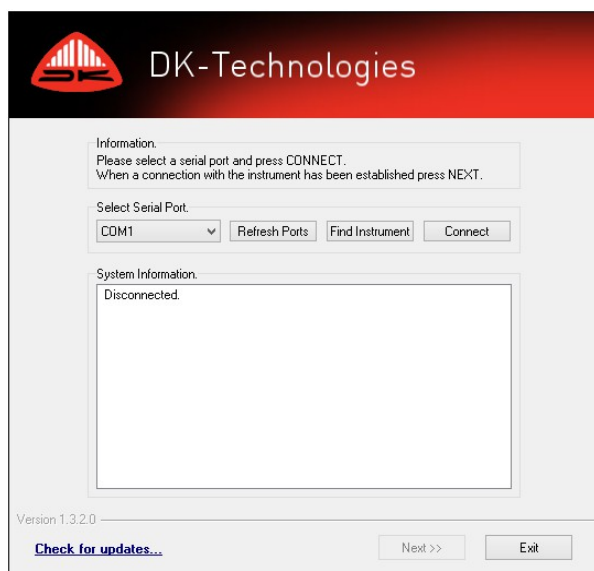 DK
DK-Technologies
Information.
Please select a serial port and press CONNECT.
When a connection with the instrument has been established press NEXT.
Select Serial Port.
COM1 Refresh Ports Find Instrument Connect
System Information.
Disconnected.
Version 1.3.2.0
Check for updates... Next >> Exit